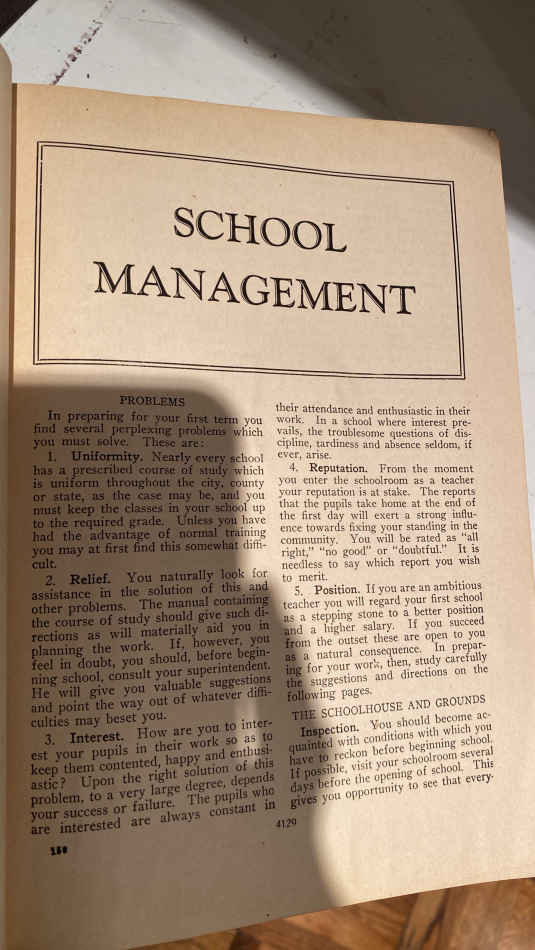 SCHOOL
MANAGEMENT
PROBLEMS
In preparing for your first term you
find several perplexing problems which
you must solve. These are:
1. Uniformity. Nearly every school
has a prescribed course of study which
is uniform throughout the city, county
or state, as the case may be, and you
must keep the classes in your school up
to the required grade. Unless you have
had the advantage of normal training
you may at first find this somewhat diffi-
cult.
2. Relief. You naturally look for
assistance in the solution of this and
other problems. The manual containing
the course of study should give such di-
rections as will materially aid you in
planning the work. If, however, you
feel in doubt, you should, before begin-
ning school, consult your superintendent.
He will give you valuable suggestions
and point the way out of whatever diffi-
culties may beset you.
3. Interest. How are you to inter-
est your pupils in their work so as to
keep them contented, happy and enthusi-
astic? Upon the right solution of this
problem, to a very large degree, depends
your success or failure. The pupils who
are interested are always constant in
158
their attendance and enthusiastic in their
work. In a school where interest pre-
vails, the troublesome questions of dis-
cipline, tardiness and absence seldom, if
ever, arise.
4. Reputation. From the moment
you enter the schoolroom as a teacher
your reputation is at stake. The reports
that the pupils take home at the end of
the first day will exert a strong influ-
ence towards fixing your standing in the
community. You will be rated as "all
right," "no good" or "doubtful." It is
needless to say which report you wish
to merit.
5. Position. If you are an ambitious
teacher you will regard your first school
as a stepping stone to a better position
and a higher salary. If you succeed
from the outset these are open to you
as a natural consequence. In prepar-
ing for your work, then, study carefully
the suggestions and directions on the
following pages.
THE SCHOOLHOUSE AND GROUNDS
Inspection. You should become ac-
quainted with conditions with which you
have to reckon before beginning school.
If possible, visit your schoolroom several
days before the opening of school. This
gives you opportunity to see that every-
4129